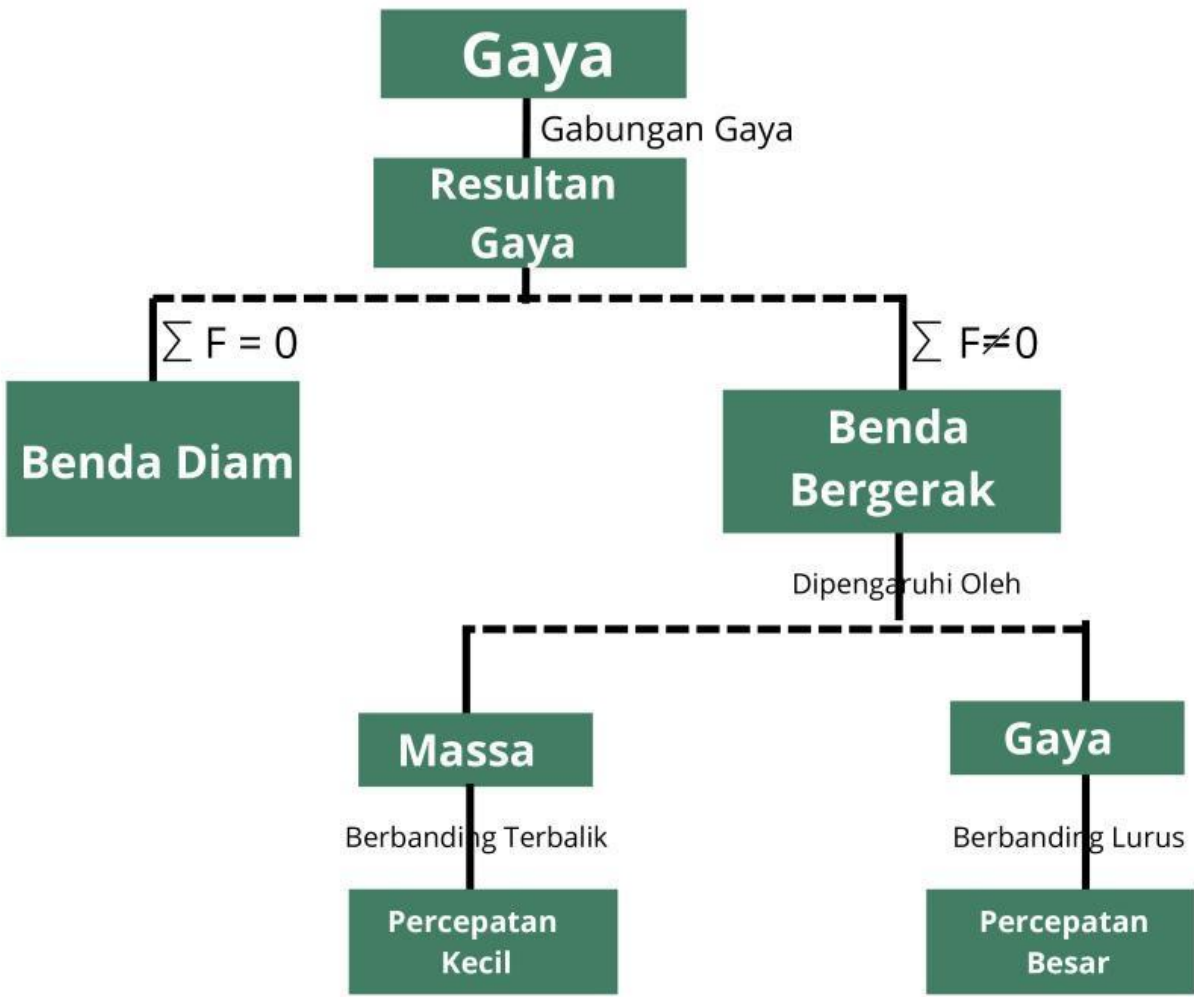 Gaya
Gabungan Gaya
Resultan
Gaya
∑ F = 0
∑ F≠0
Benda Diam
Benda
Bergerak
Dipengaruhi Oleh
Massa
Gaya
Berbanding Terbalik
Berbanding Lurus
Percepatan
Kecil
Percepatan
Besar